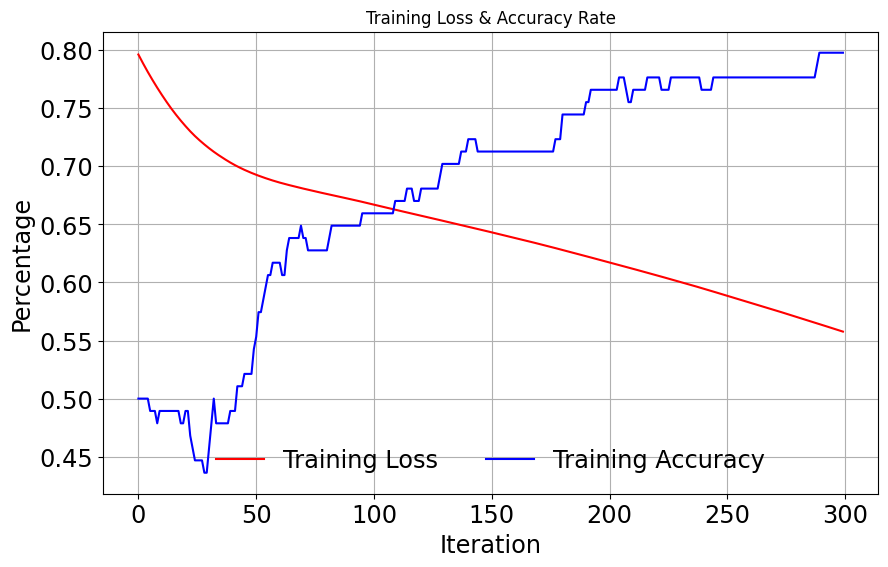 Training Loss & Accuracy Rate
Percentage
0.80
0.75
0.70
0.65
0.60
0.55
0.50
0.45
Training Loss Training Accuracy
0 50 100 150 200 250 300
Iteration